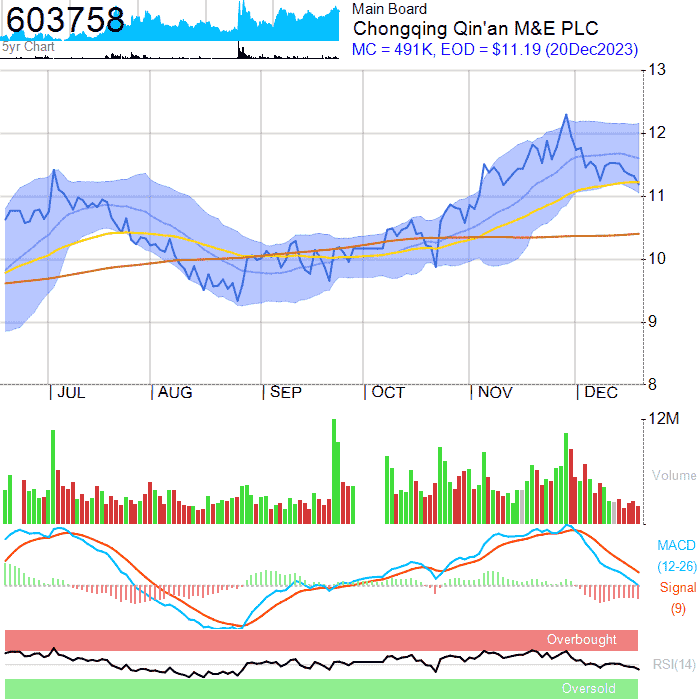 603758
5yr Chart
Main Board
Chongqing Qin'an M&E PLC
MC = 491K, EOD = $11.19 (20Dec2023)
13
12
11
10
9
8
JUL AUG SEP OCT NOV DEC
12M
Volume
MACD
(12-26)
Signal
(9)
Overbought
RSI(14)
Oversold